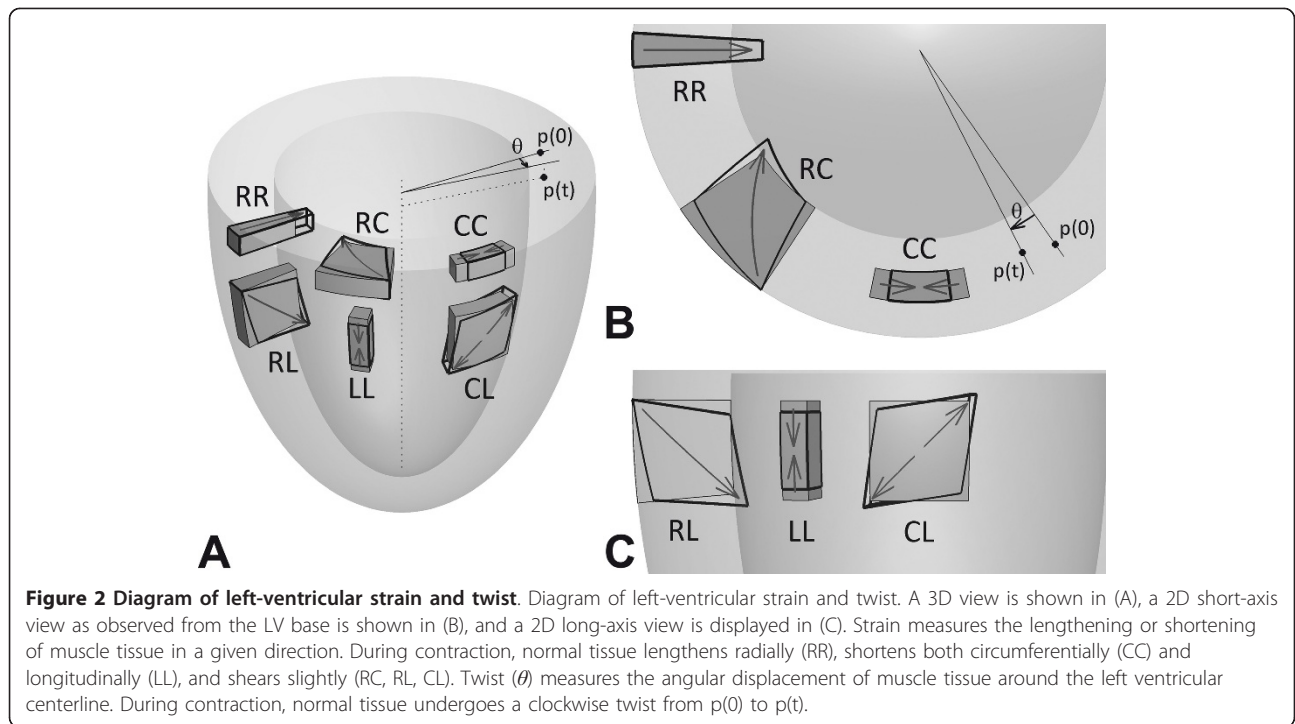 RR
RC
CC
θ
p(0)
p(t)
RL
LL
CL
A
RR
RC
CC
θ
p(0)
p(t)
B
RL
LL
CL
C
Figure 2 Diagram of left-ventricular strain and twist. Diagram of left-ventricular strain and twist. A 3D view is shown in (A), a 2D short-axis
view as observed from the LV base is shown in (B), and a 2D long-axis view is displayed in (C). Strain measures the lengthening or shortening
of muscle tissue in a given direction. During contraction, normal tissue lengthens radially (RR), shortens both circumferentially (CC) and
longitudinally (LL), and shears slightly (RC, RL, CL). Twist (θ) measures the angular displacement of muscle tissue around the left ventricular
centerline. During contraction, normal tissue undergoes a clockwise twist from p(0) to p(t).